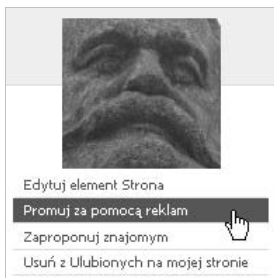 Edytuj element Strona
Promuj za pomocą reklam
Zaproponuj znajomym
Usuń z Ulubionych na mojej stronie